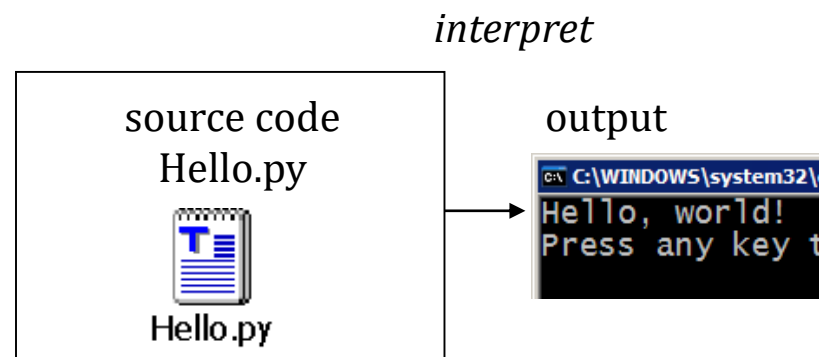 interpret
source code
Hello.py
Hello.py
output
C:\WINDOWS\system32\
Hello, world!
Press any key t